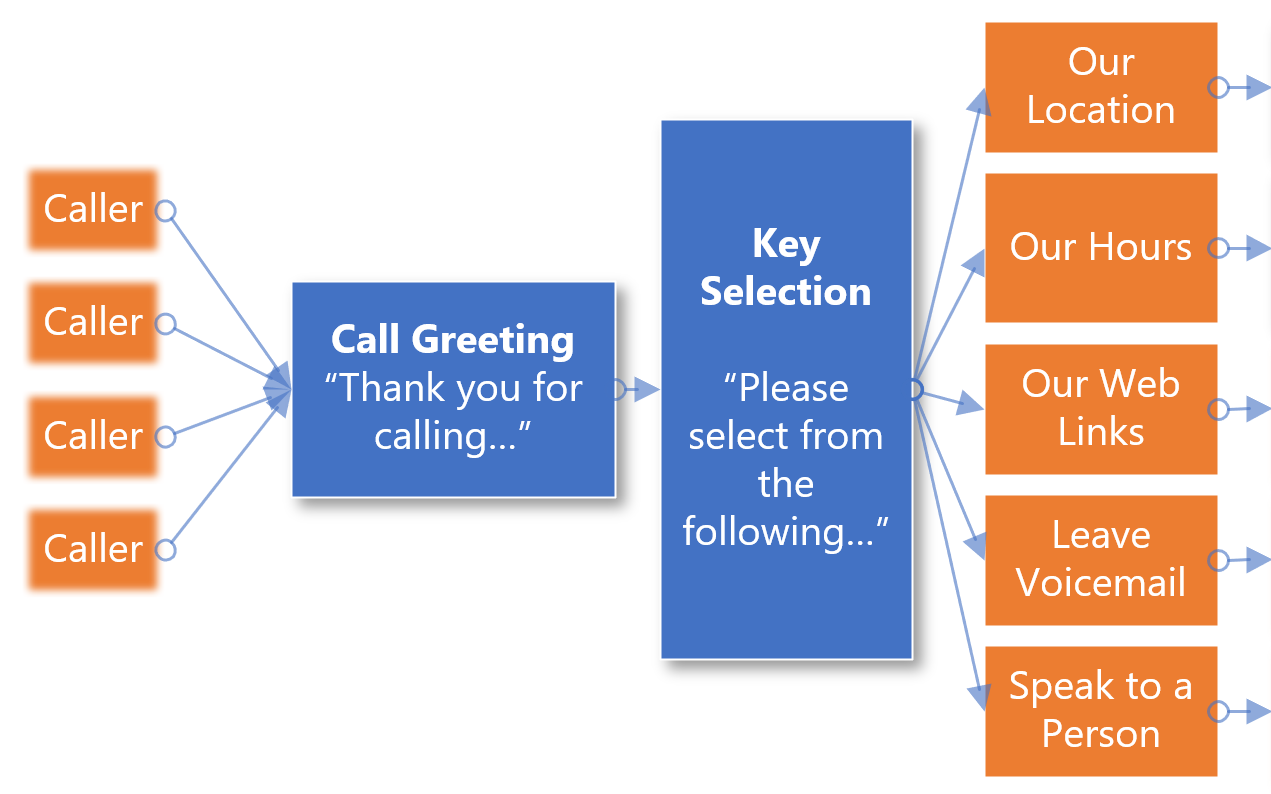 Caller
Caller
Caller
Caller
Call Greeting
“Thank you for
calling...”
Key
Selection
“Please
select from
the
following...”
Our
Location
Our Hours
Our Web
Links
Leave
Voicemail
Speak to a
Person